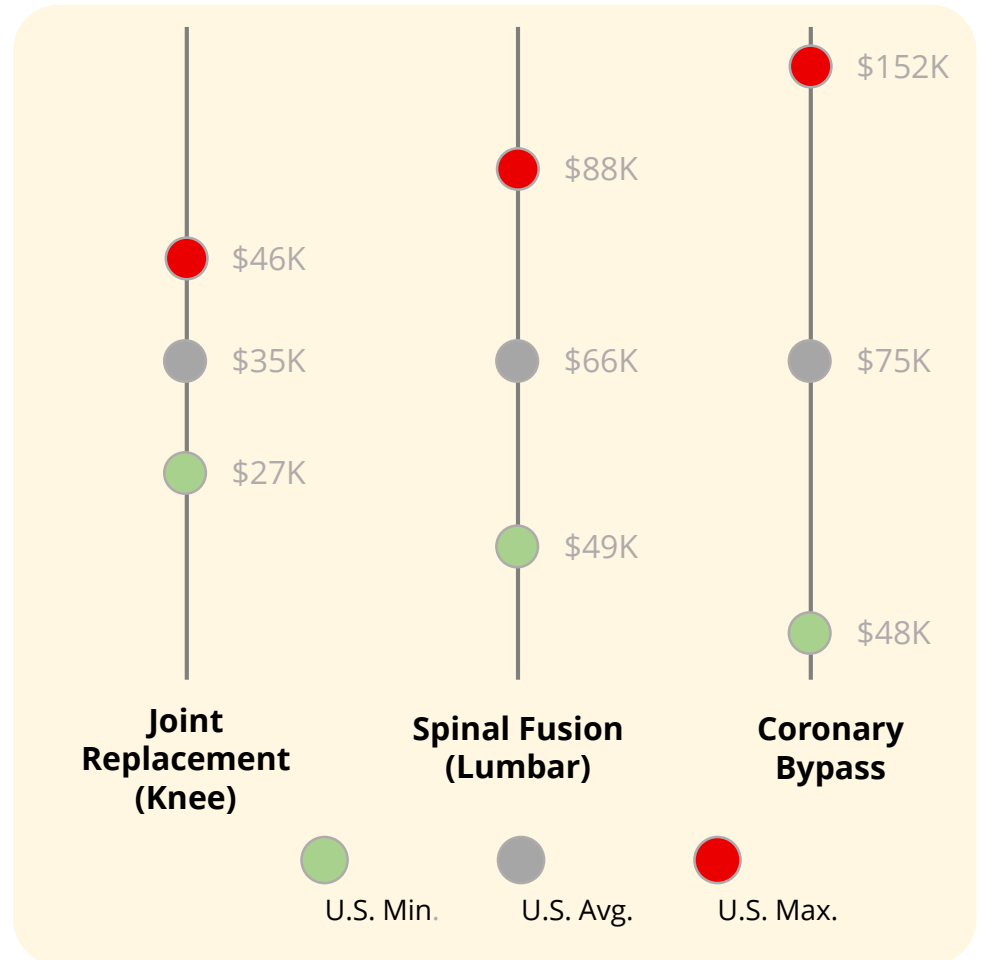 $152K
$88K
$46K
$35K
$66K
$75K
$27K
$49K
$48K
Joint
Replacement
(Knee)
Spinal Fusion
(Lumbar)
Coronary
Bypass
U.S. Min.
U.S. Avg.
U.S. Max.